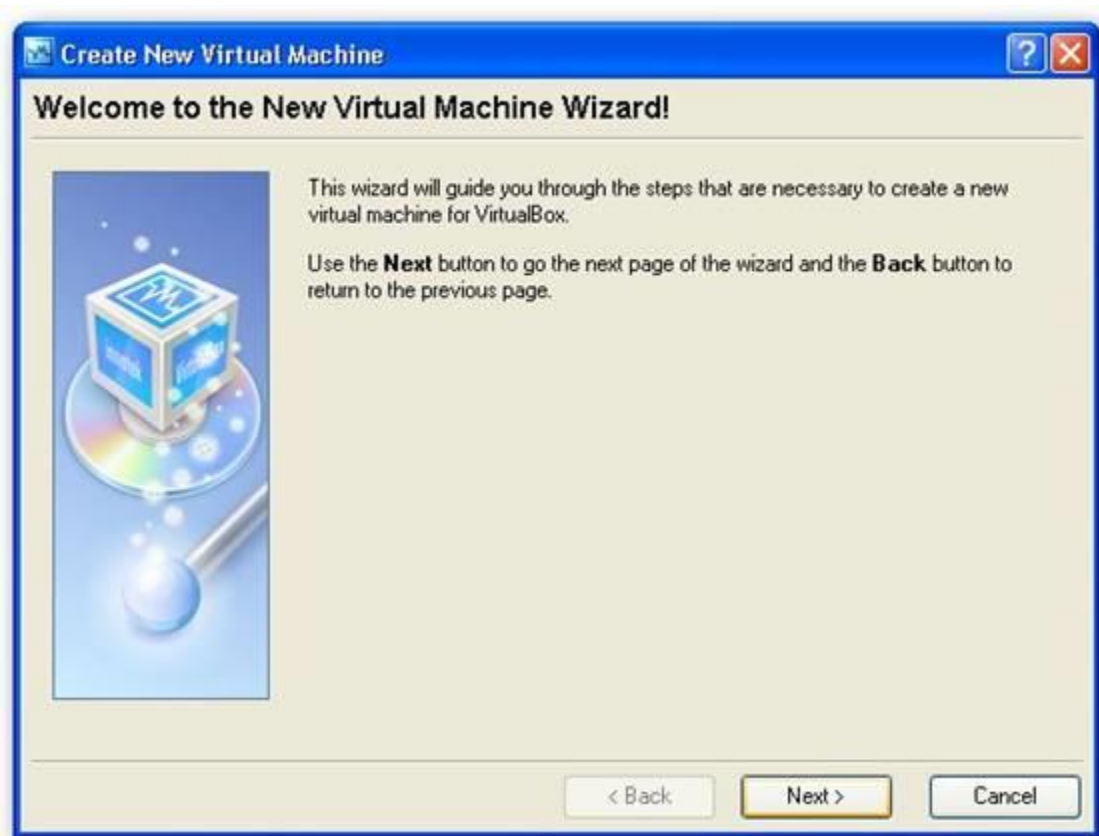 Create New Virtual Machine
Welcome to the New Virtual Machine Wizard!
This wizard will guide you through the steps that are necessary to create a new
virtual machine for VirtualBox.
Use the Next button to go the next page of the wizard and the Back button to
return to the previous page.
< Back
Next >
Cancel